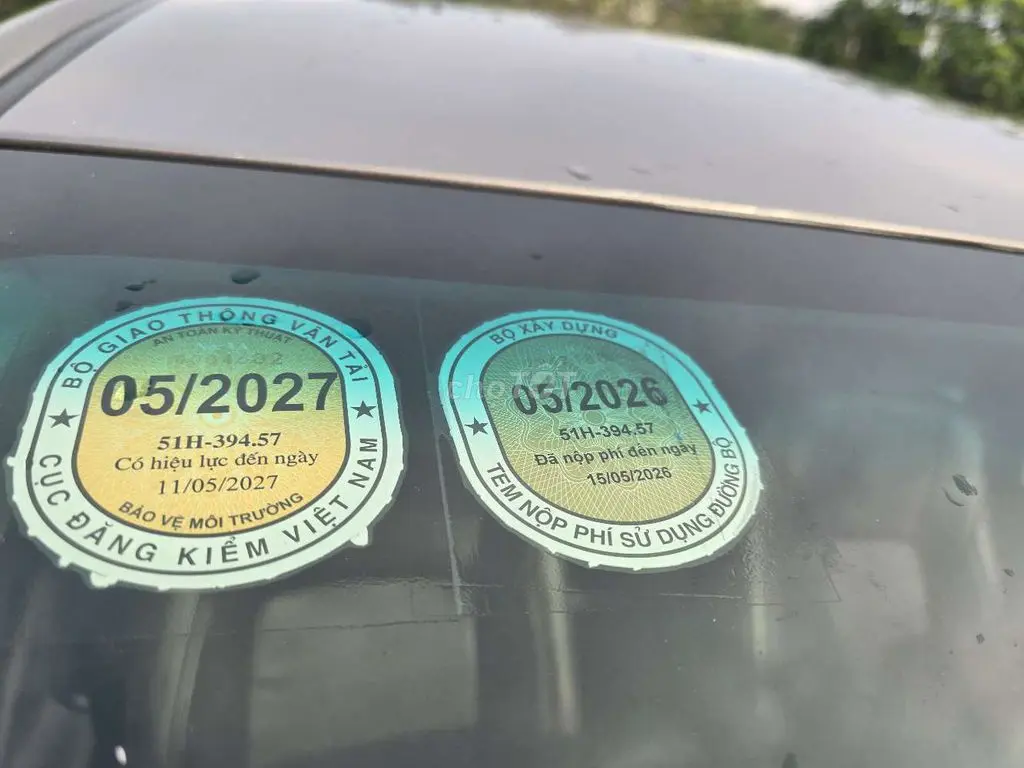 BỘ GIAO THÔNG VẬN TẢI
AN TOÀN KỸ THUẬT
05/2027
51H-394.57
Có hiệu lực đến ngày
11/05/2027
BẢO VỆ MÔI TRƯỜNG
CỤC ĐĂNG KIỂM VIỆT NAM
BỘ XÂY DỰNG
05/2026
51H-394.57
Đã nộp phí đến ngày
15/05/2026
TEM NỘP PHÍ SỬ DỤNG ĐƯỜNG BỘ
choTỐT